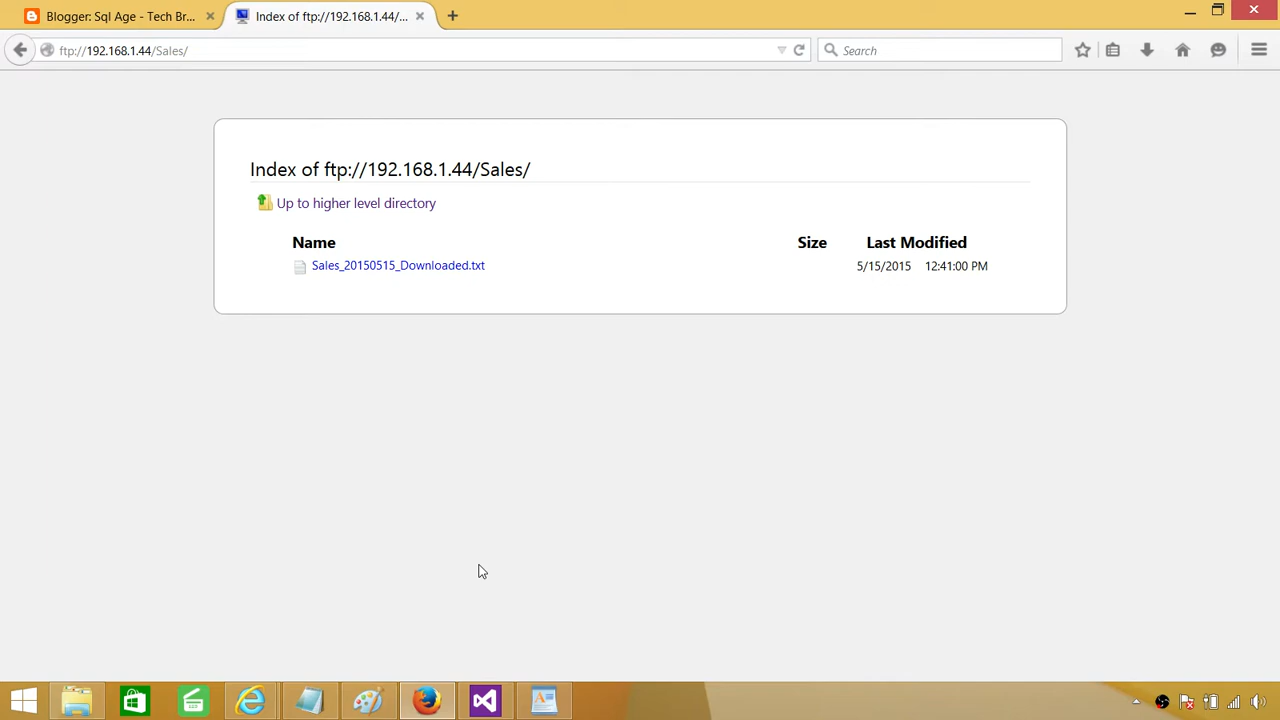 Blogger: Sql Age - Tech Br...
Index of ftp://192.168.1.44/...
ftp://192.168.1.44/Sales/
Search
Index of ftp://192.168.1.44/Sales/
Up to higher level directory
Name Size Last Modified
Sales_20150515_Downloaded.txt 5/15/2015 12:41:00 PM